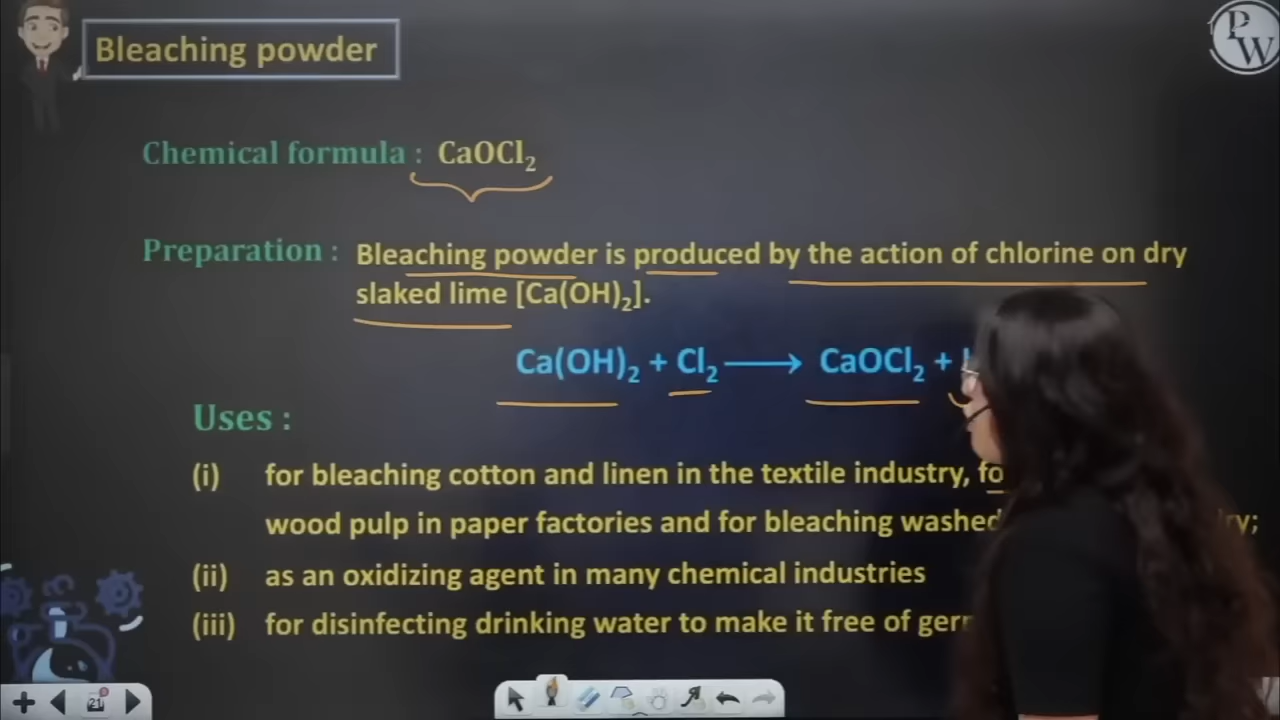 Bleaching powder
PW
Chemical formula : CaOCl₂
Preparation : Bleaching powder is produced by the action of chlorine on dry
slaked lime [Ca(OH)₂].
Ca(OH)₂ + Cl₂ ⟶ CaOCl₂ +
Uses :
(i) for bleaching cotton and linen in the textile industry,
wood pulp in paper factories and for bleaching washed
(ii) as an oxidizing agent in many chemical industries
(iii) for disinfecting drinking water to make it free of
21